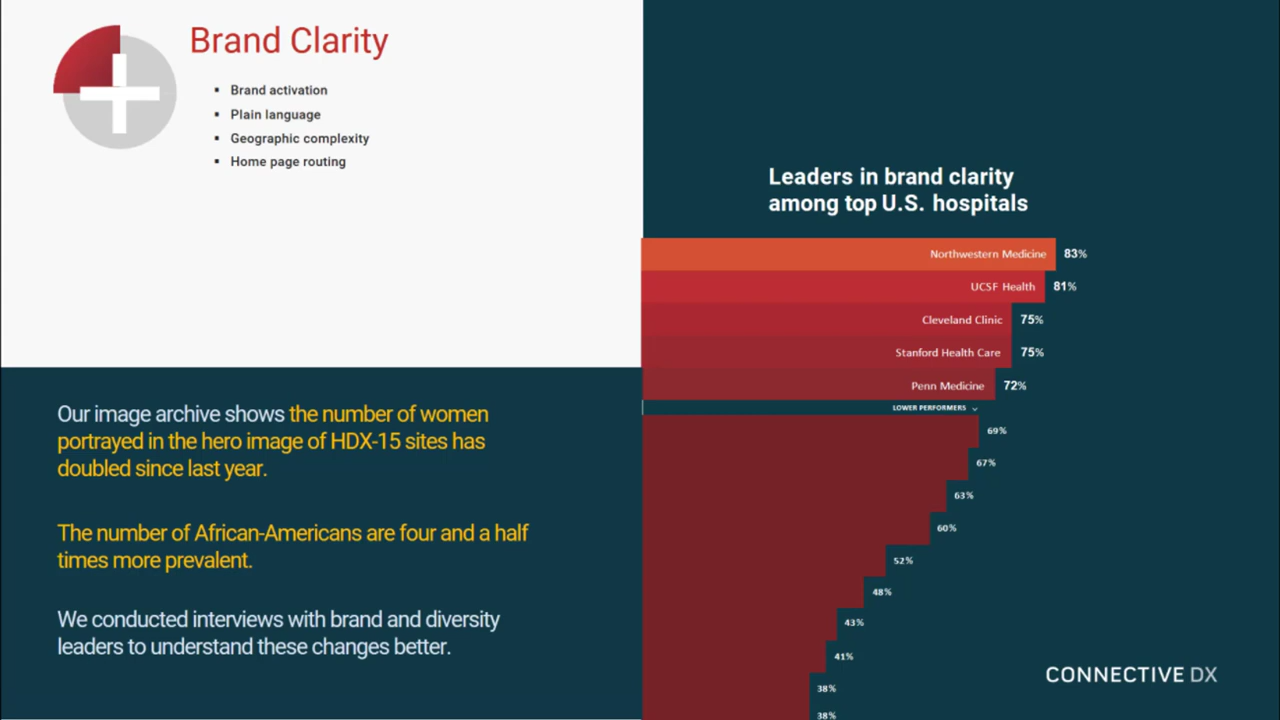 Brand Clarity
▪ Brand activation
▪ Plain language
▪ Geographic complexity
▪ Home page routing
Our image archive shows the number of women
portrayed in the hero image of HDX-15 sites has
doubled since last year.
The number of African-Americans are four and a half
times more prevalent.
We conducted interviews with brand and diversity
leaders to understand these changes better.
Leaders in brand clarity
among top U.S. hospitals
Northwestern Medicine 83%
UCSF Health 81%
Cleveland Clinic 75%
Stanford Health Care 75%
Penn Medicine 72%
LOWER PERFORMERS
69%
67%
63%
60%
52%
48%
43%
41%
38%
38%
CONNECTIVE DX